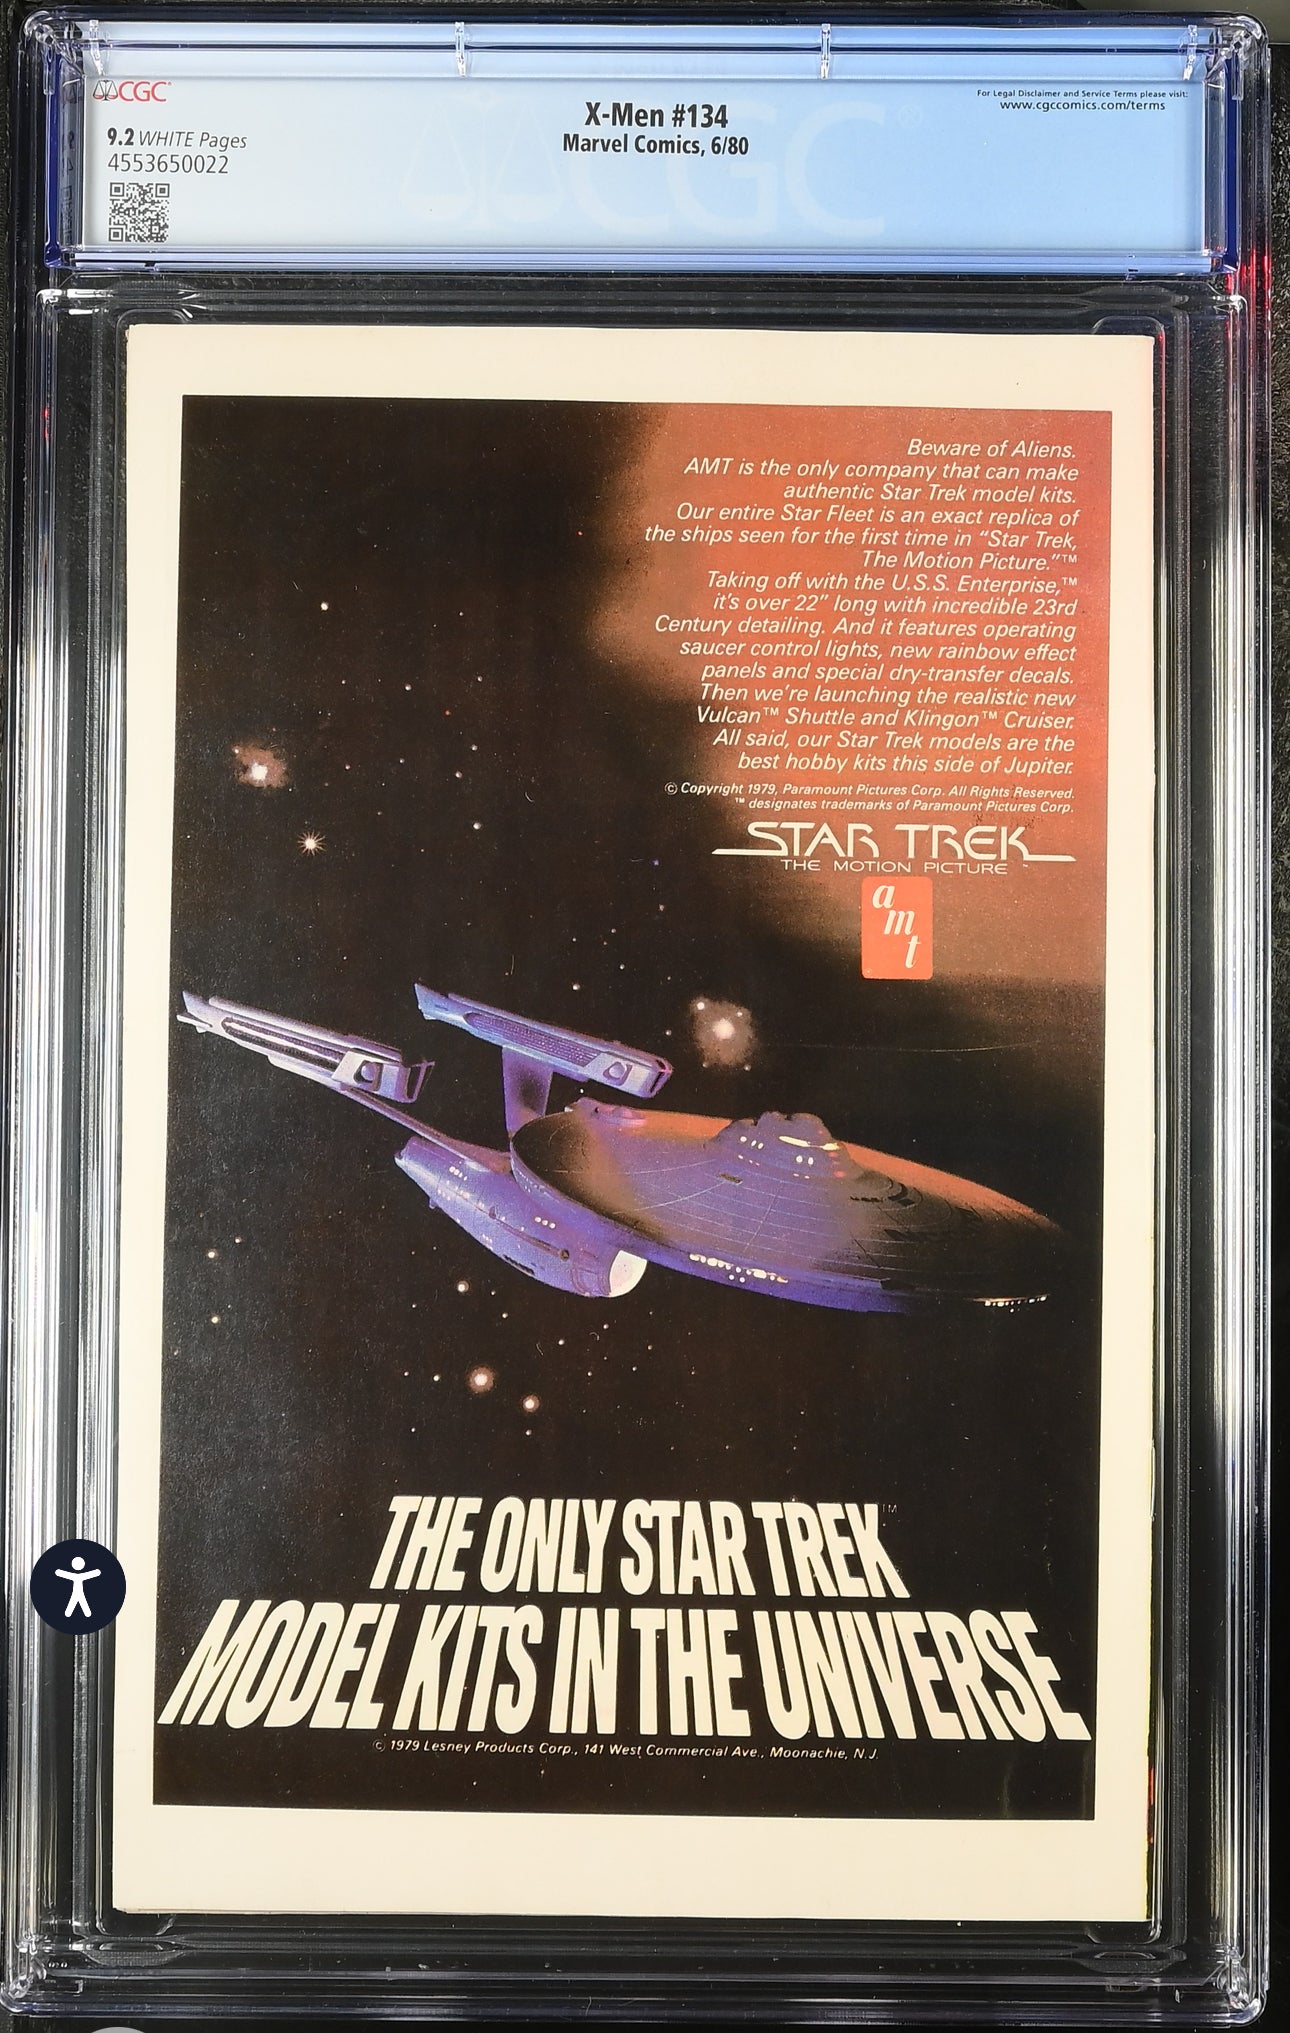 CGC
X-Men #134
Marvel Comics, 6/80
For Legal Disclaimer and Service Terms please visit:
www.cgccomics.com/terms
9.2 WHITE Pages
4553650022
Beware of Aliens.
AMT is the only company that can make
authentic Star Trek model kits.
Our entire Star Fleet is an exact replica of
the ships seen for the first time in “Star Trek,
The Motion Picture.”™
Taking off with the U.S.S. Enterprise,™
it's over 22” long with incredible 23rd
Century detailing. And it features operating
saucer control lights, new rainbow effect
panels and special dry-transfer decals.
Then we're launching the realistic new
Vulcan™ Shuttle and Klingon™ Cruiser.
All said, our Star Trek models are the
best hobby kits this side of Jupiter.
© Copyright 1979, Paramount Pictures Corp. All Rights Reserved.
™ designates trademarks of Paramount Pictures Corp.
STAR TREK
THE MOTION PICTURE™
amt
THE ONLY STAR TREK™
MODEL KITS IN THE UNIVERSE
© 1979 Lesney Products Corp., 141 West Commercial Ave., Moonachie, N.J.